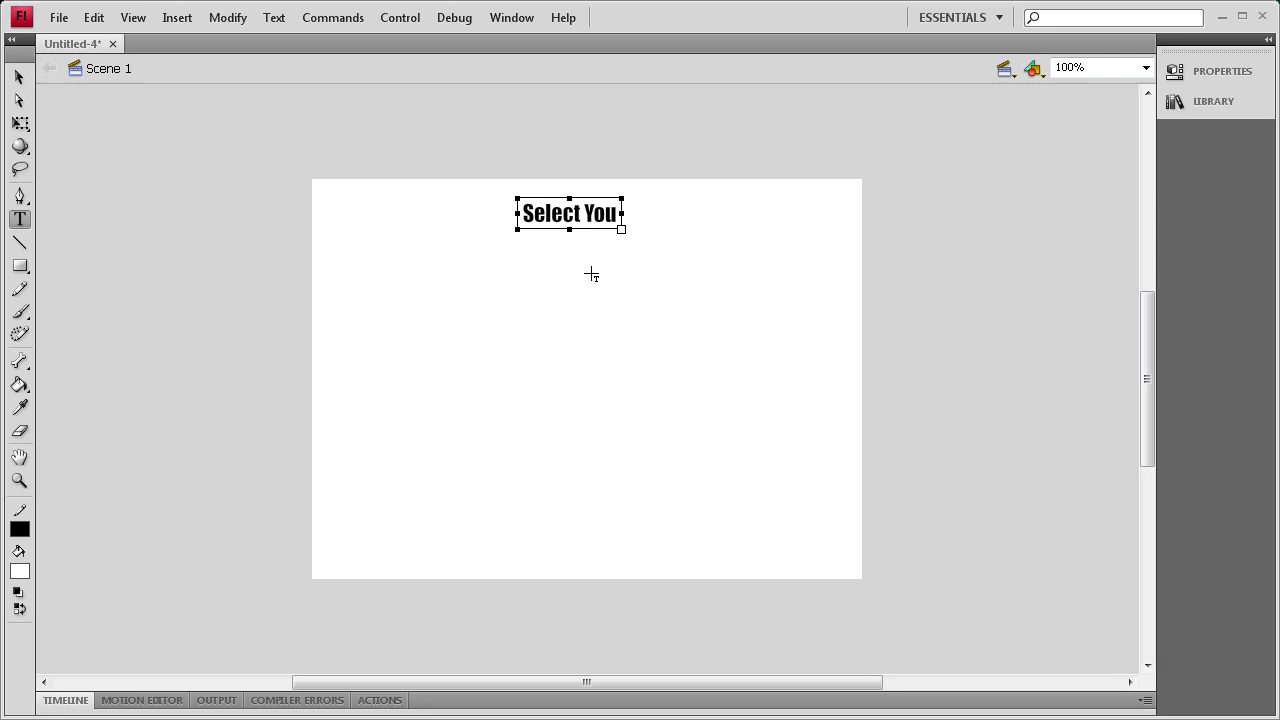 Fl File Edit View Insert Modify Text Commands Control Debug Window Help ESSENTIALS
Untitled-4*
Scene 1 100%
PROPERTIES
LIBRARY
Select You
T
TIMELINE MOTION EDITOR OUTPUT COMPILER ERRORS ACTIONS